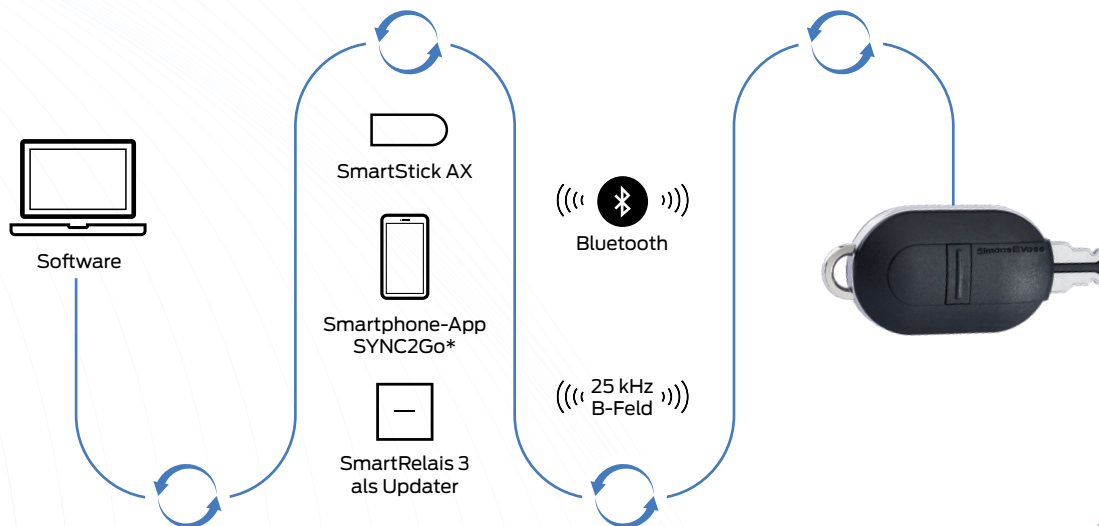 Software
SmartStick AX
Smartphone-App
SYNC2Go*
SmartRelais 3
als Updater
Bluetooth
25 kHz
B-Feld
SimonsVoss